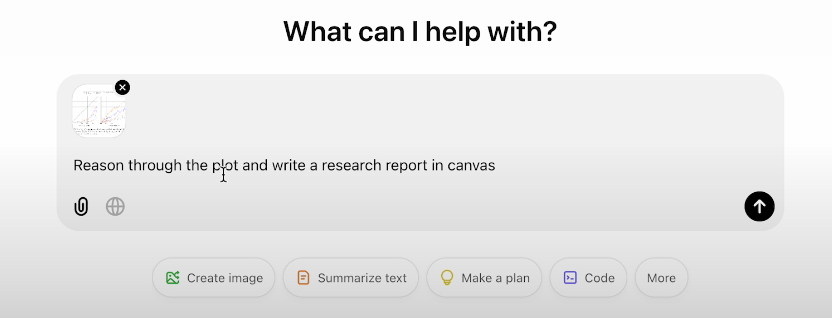 What can I help with?
Reason through the plot and write a research report in canvas
Create image
Summarize text
Make a plan
Code
More